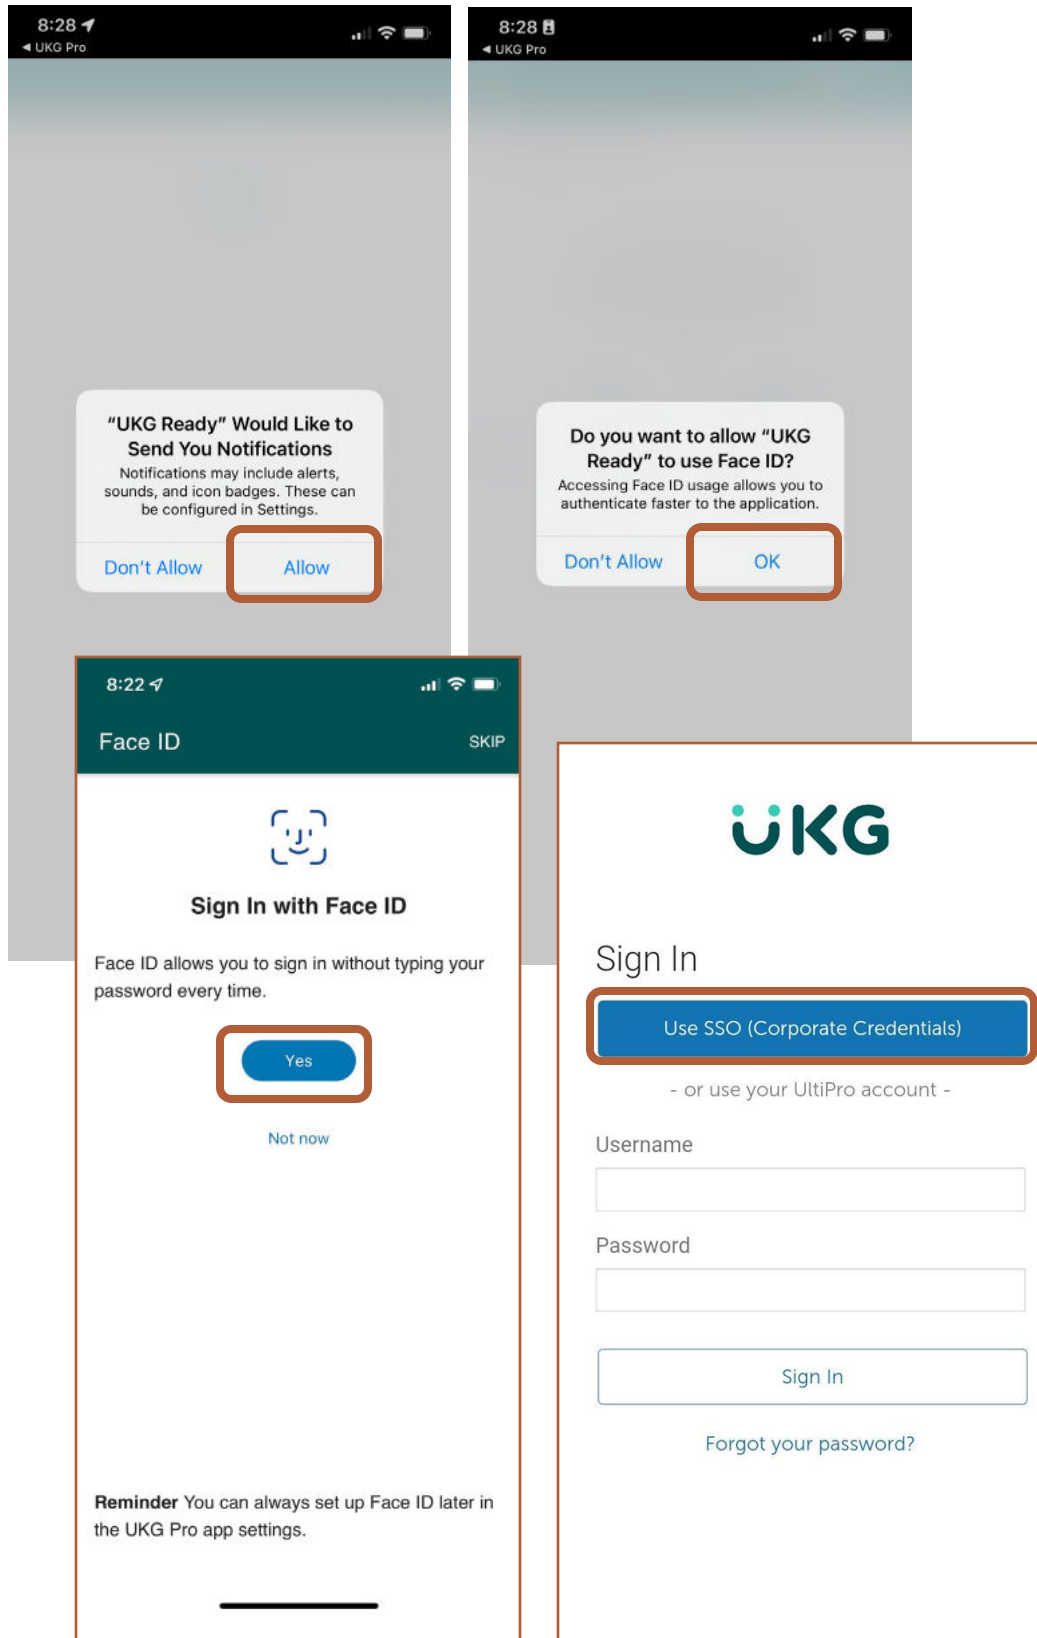 8:28
◀ UKG Pro
"UKG Ready" Would Like to
Send You Notifications
Notifications may include alerts,
sounds, and icon badges. These can
be configured in Settings.
Don't Allow
Allow
8:28
◀ UKG Pro
Do you want to allow "UKG
Ready" to use Face ID?
Accessing Face ID usage allows you to
authenticate faster to the application.
Don't Allow
OK
8:22
Face ID
SKIP
Sign In with Face ID
Face ID allows you to sign in without typing your
password every time.
Yes
Not now
Reminder You can always set up Face ID later in
the UKG Pro app settings.
UKG
Sign In
Use SSO (Corporate Credentials)
- or use your UltiPro account -
Username
Password
Sign In
Forgot your password?